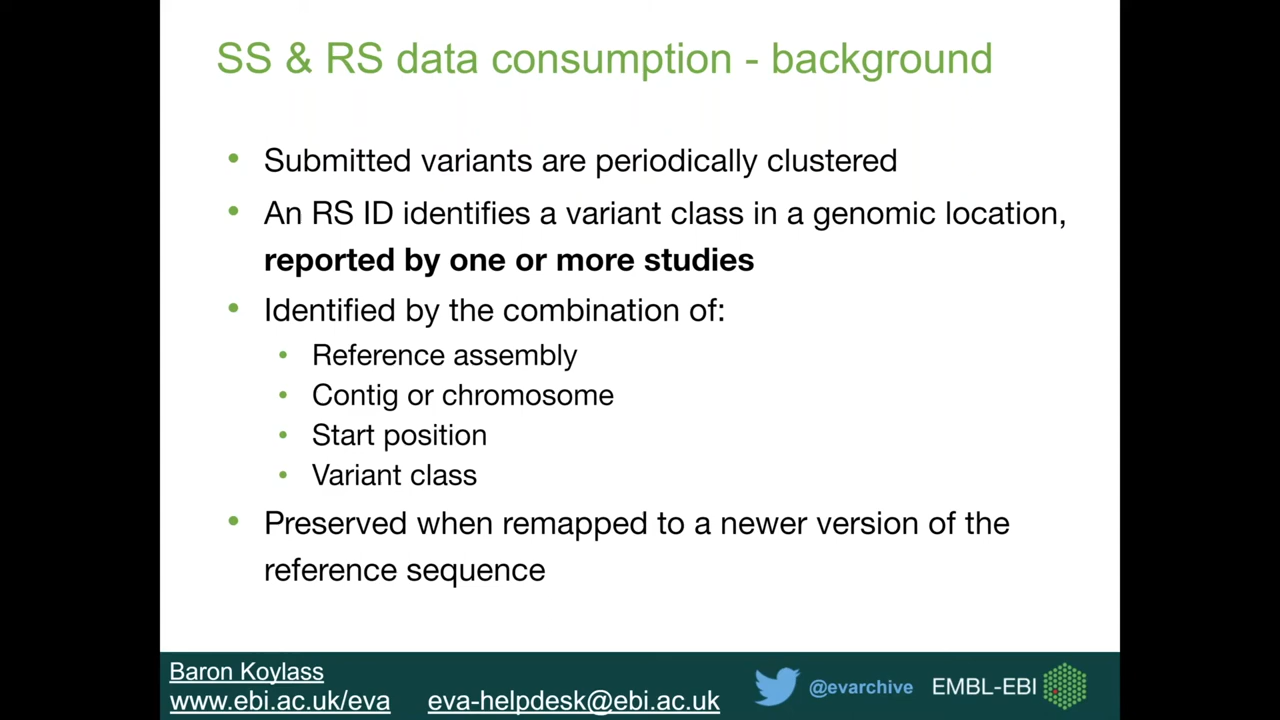 SS & RS data consumption - background
• Submitted variants are periodically clustered
• An RS ID identifies a variant class in a genomic location,
reported by one or more studies
• Identified by the combination of:
• Reference assembly
• Contig or chromosome
• Start position
• Variant class
• Preserved when remapped to a newer version of the
reference sequence
Baron Koylass
www.ebi.ac.uk/eva eva-helpdesk@ebi.ac.uk
@evarchive EMBL-EBI